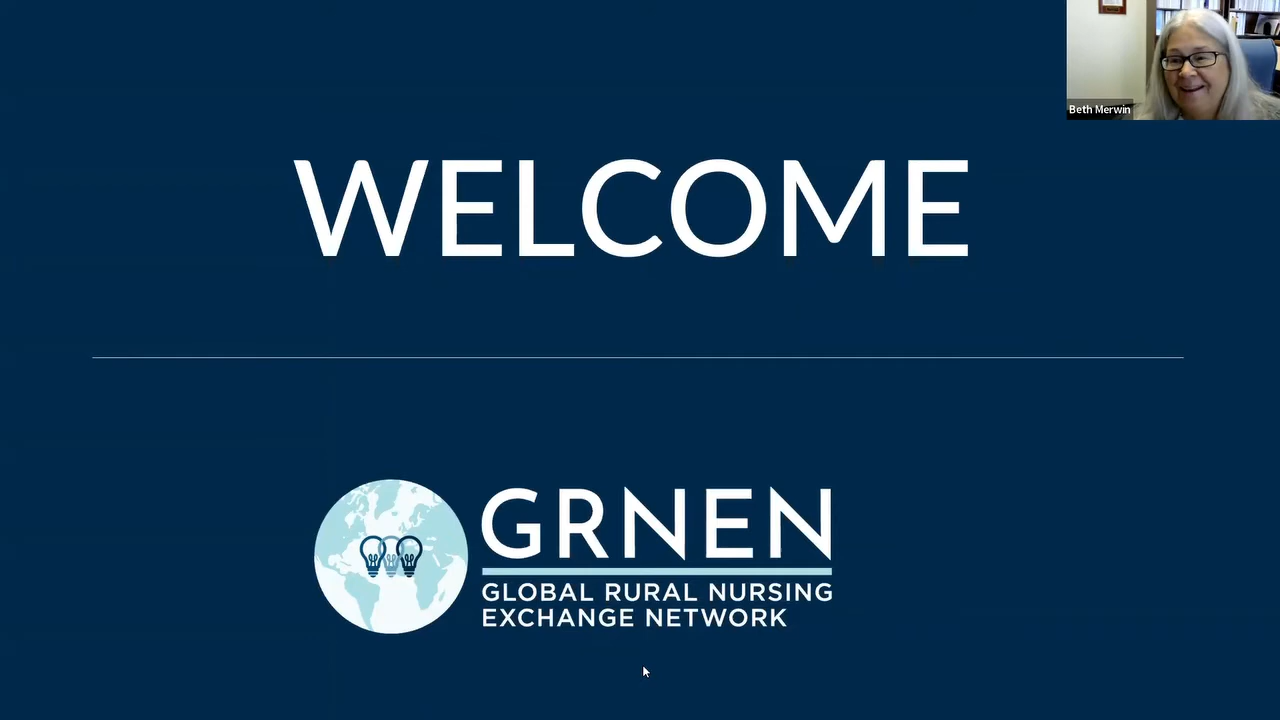 Beth Merwin
WELCOME
GRNEN
GLOBAL RURAL NURSING
EXCHANGE NETWORK